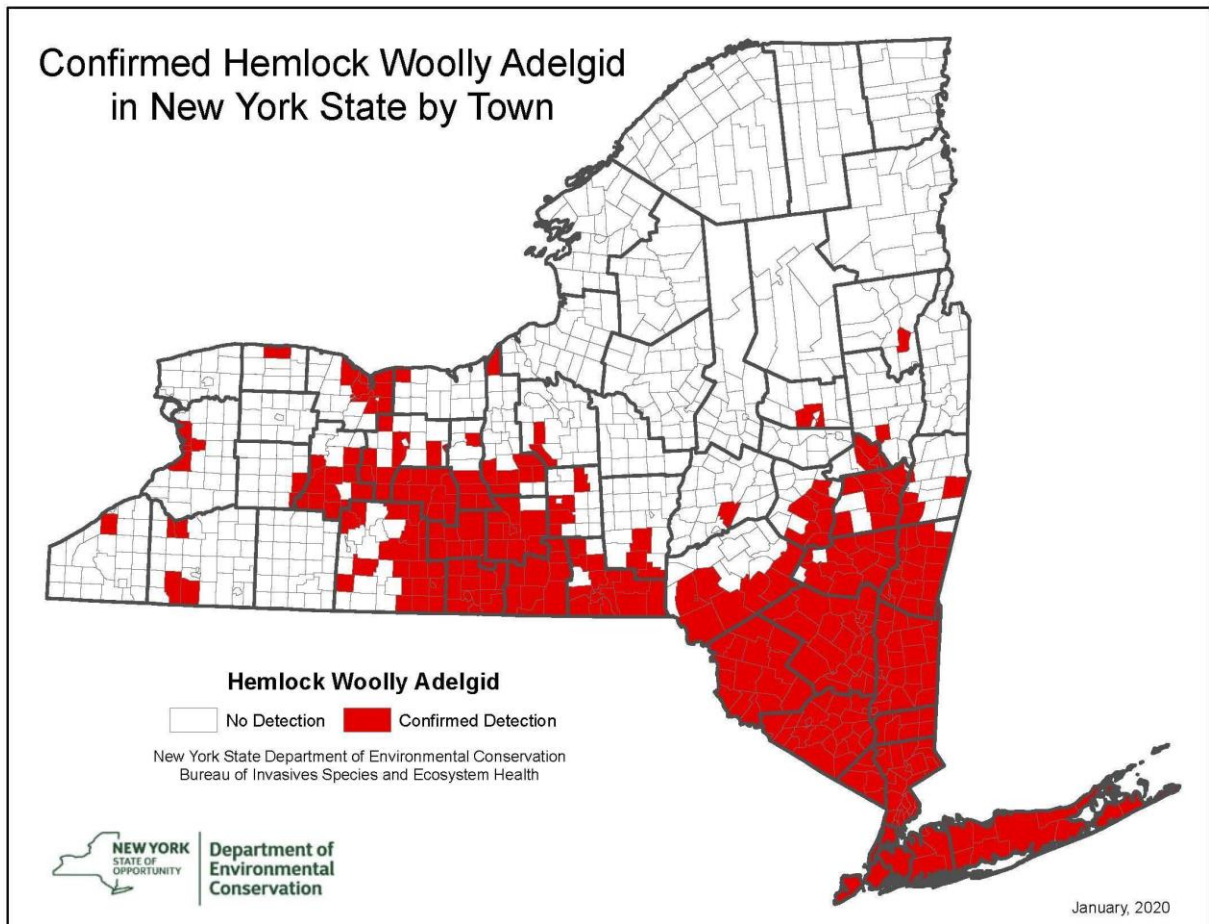 Confirmed Hemlock Woolly Adelgid
in New York State by Town
Hemlock Woolly Adelgid
No Detection
Confirmed Detection
New York State Department of Environmental Conservation
Bureau of Invasives Species and Ecosystem Health
NEW YORK
STATE OF
OPPORTUNITY
Department of
Environmental
Conservation
January, 2020